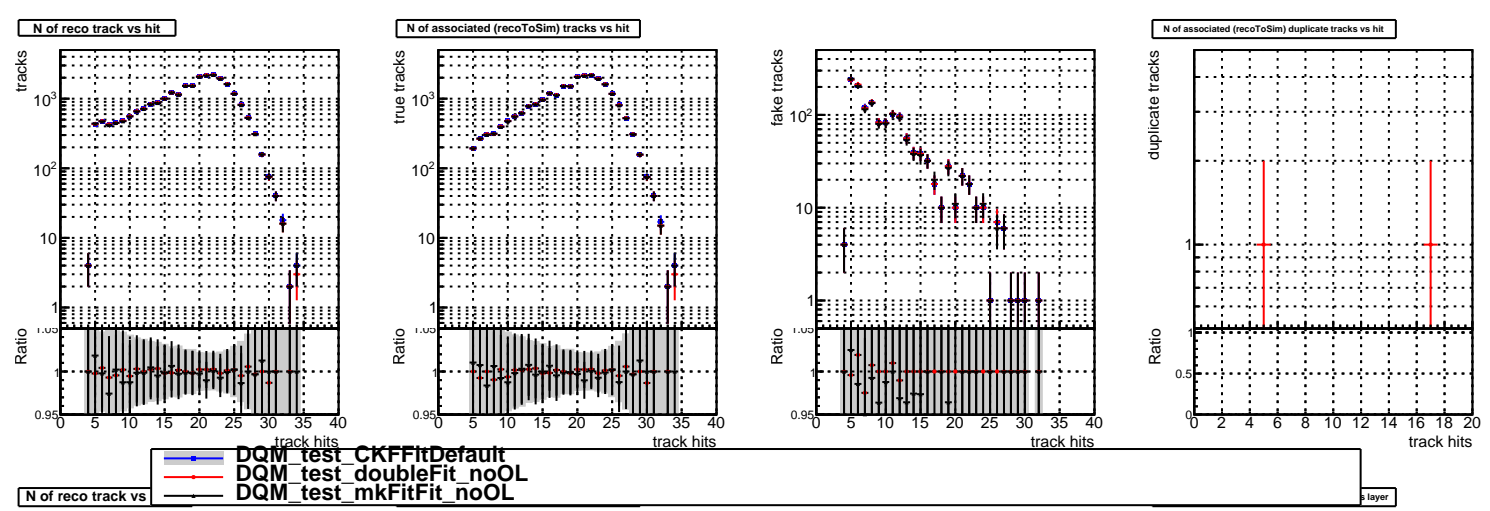 N of reco track vs hit
N of associated (recoToSim) tracks vs hit
N of associated (recoToSim) duplicate tracks vs hit
tracks
10³
10²
10
1
Ratio
1.05
1
0.95
0 5 10 15 20 25 30 35 40
track hits
true tracks
10³
10²
10
1
Ratio
1.05
1
0.95
0 5 10 15 20 25 30 35 40
track hits
fake tracks
10²
10
1
Ratio
1.05
1
0.95
0 5 10 15 20 25 30 35 40
track hits
duplicate tracks
1
Ratio
1
0.5
0
0 2 4 6 8 10 12 14 16 18 20
track hits
DQM_test_CKFFltDefault
DQM_test_doubleFit_noOL
DQM_test_mkFitFit_noOL
N of reco track vs
s layer